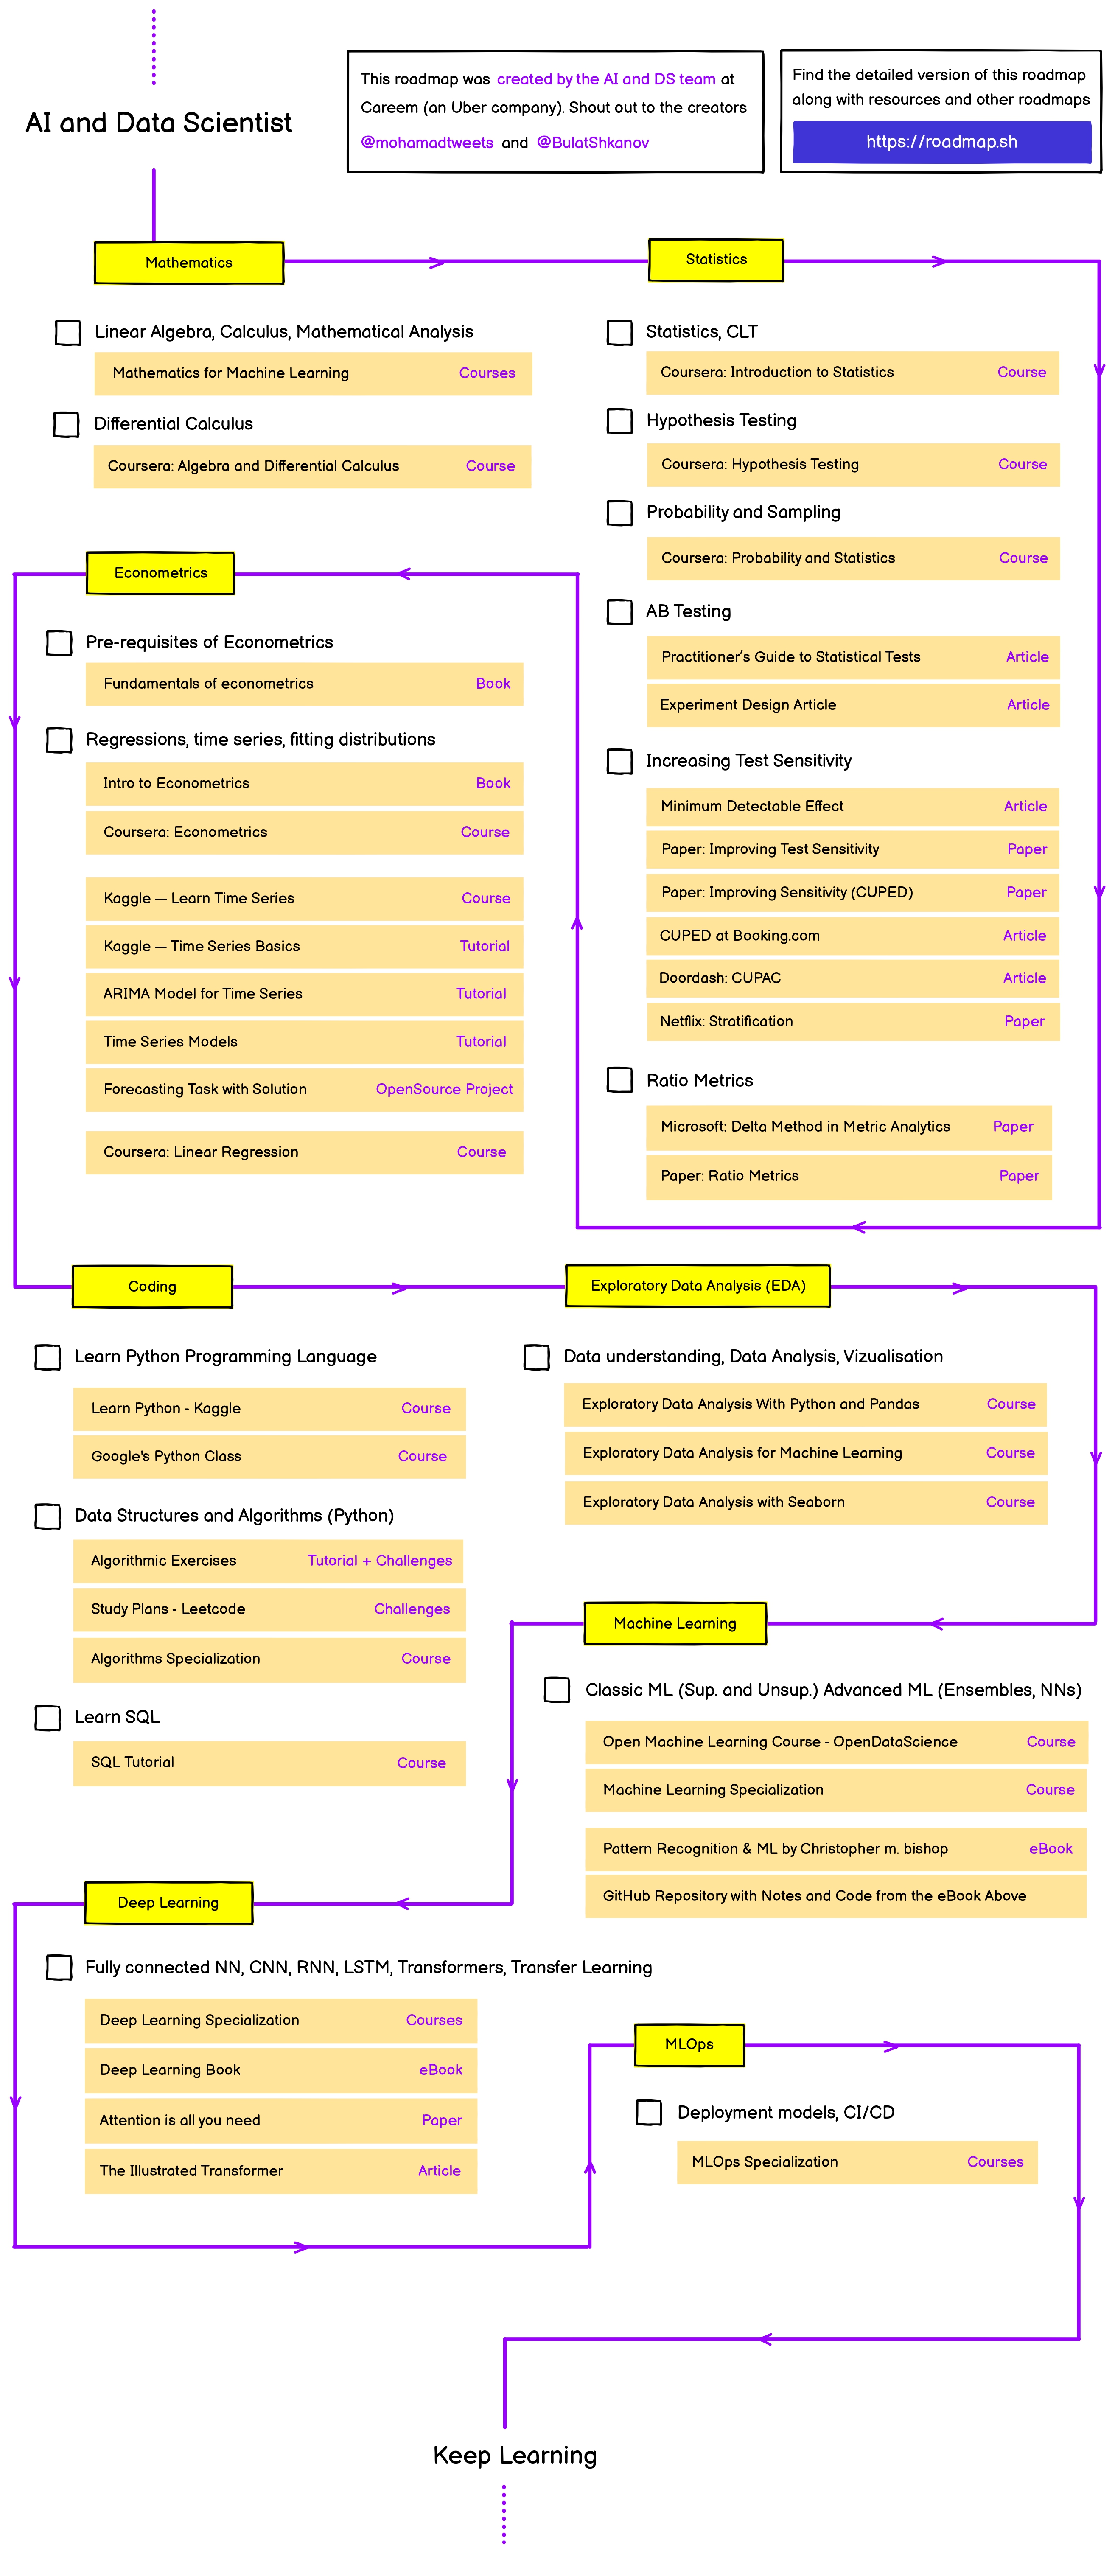 AI and Data Scientist
This roadmap was created by the AI and DS team at
Careem (an Uber company). Shout out to the creators
@mohamadtweets and @BulatShkanov
Find the detailed version of this roadmap
along with resources and other roadmaps
https://roadmap.sh
Mathematics
Linear Algebra, Calculus, Mathematical Analysis
Mathematics for Machine Learning Courses
Differential Calculus
Coursera: Algebra and Differential Calculus Course
Statistics
Statistics, CLT
Coursera: Introduction to Statistics Course
Hypothesis Testing
Coursera: Hypothesis Testing Course
Probability and Sampling
Coursera: Probability and Statistics Course
AB Testing
Practitioner's Guide to Statistical Tests Article
Experiment Design Article Article
Increasing Test Sensitivity
Minimum Detectable Effect Article
Paper: Improving Test Sensitivity Paper
Paper: Improving Sensitivity (CUPED) Paper
CUPED at Booking.com Article
Doordash: CUPAC Article
Netflix: Stratification Paper
Ratio Metrics
Microsoft: Delta Method in Metric Analytics Paper
Paper: Ratio Metrics Paper
Econometrics
Pre-requisites of Econometrics
Fundamentals of econometrics Book
Regressions, time series, fitting distributions
Intro to Econometrics Book
Coursera: Econometrics Course
Kaggle — Learn Time Series Course
Kaggle — Time Series Basics Tutorial
ARIMA Model for Time Series Tutorial
Time Series Models Tutorial
Forecasting Task with Solution OpenSource Project
Coursera: Linear Regression Course
Coding
Learn Python Programming Language
Learn Python - Kaggle Course
Google's Python Class Course
Data Structures and Algorithms (Python)
Algorithmic Exercises Tutorial + Challenges
Study Plans - Leetcode Challenges
Algorithms Specialization Course
Learn SQL
SQL Tutorial Course
Exploratory Data Analysis (EDA)
Data understanding, Data Analysis, Vizualisation
Exploratory Data Analysis With Python and Pandas Course
Exploratory Data Analysis for Machine Learning Course
Exploratory Data Analysis with Seaborn Course
Machine Learning
Classic ML (Sup. and Unsup.) Advanced ML (Ensembles, NNs)
Open Machine Learning Course - OpenDataScience Course
Machine Learning Specialization Course
Pattern Recognition & ML by Christopher m. bishop eBook
GitHub Repository with Notes and Code from the eBook Above
Deep Learning
Fully connected NN, CNN, RNN, LSTM, Transformers, Transfer Learning
Deep Learning Specialization Courses
Deep Learning Book eBook
Attention is all you need Paper
The Illustrated Transformer Article
MLOps
Deployment models, CI/CD
MLOps Specialization Courses
Keep Learning